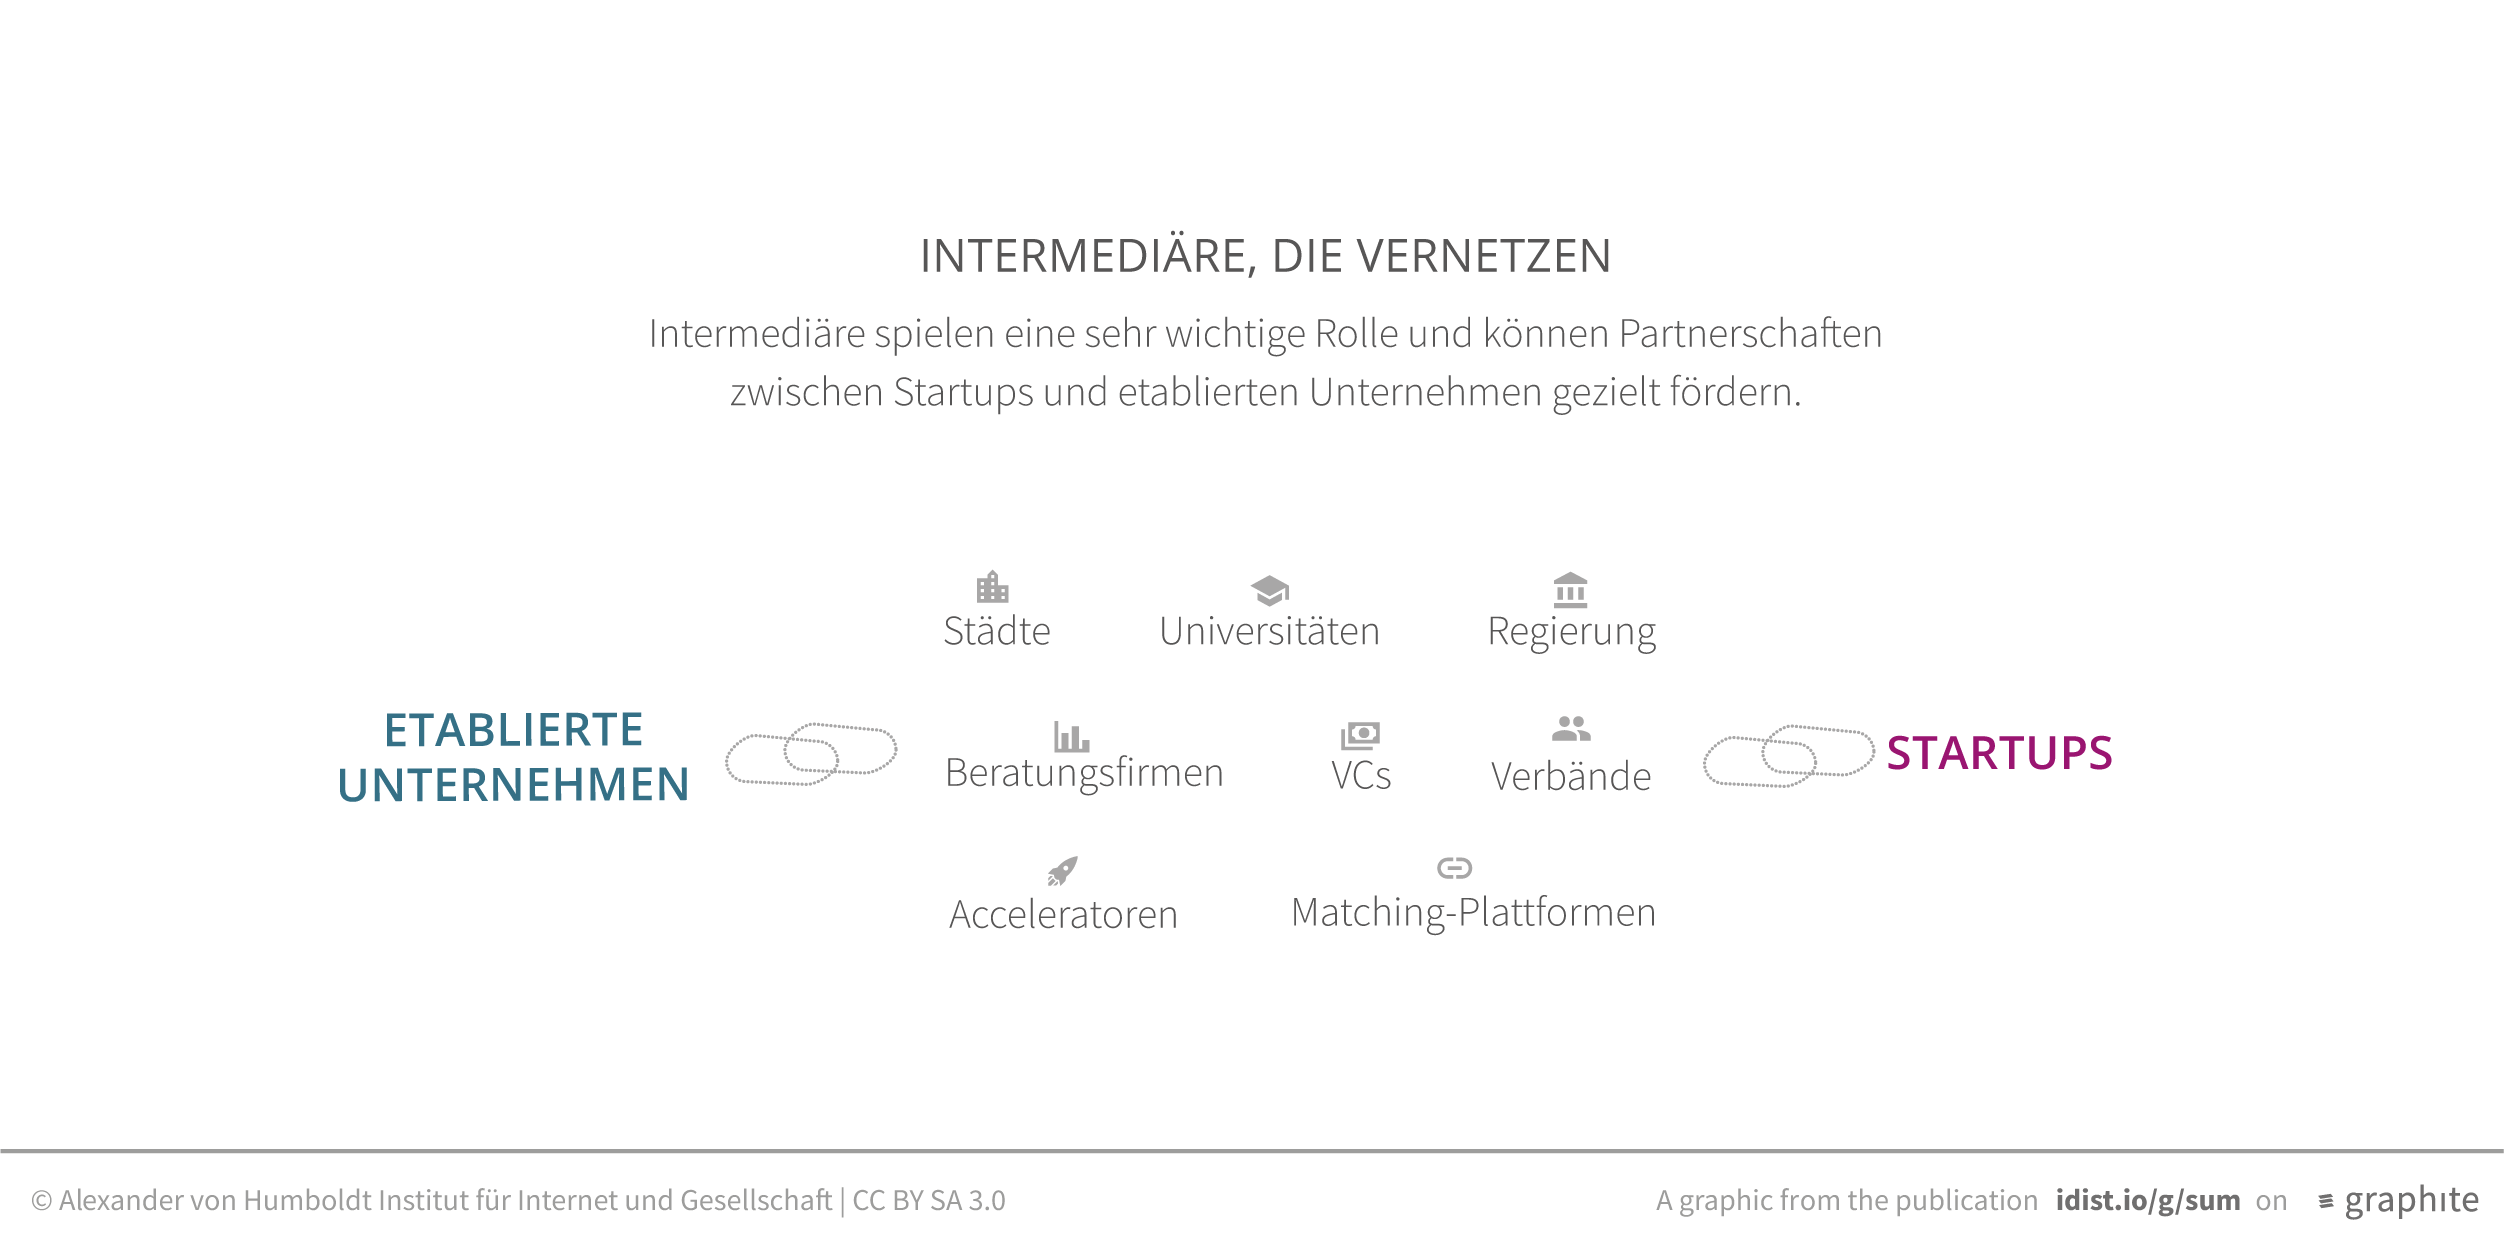 INTERMEDIÄRE, DIE VERNETZEN
Intermediäre spielen eine sehr wichtige Rolle und können Partnerschaften
zwischen Startups und etablierten Unternehmen gezielt fördern.
Städte
Universitäten
Regierung
ETABLIERTE
UNTERNEHMEN
Beratungsfirmen
VCs
Verbände
STARTUPS
Acceleratoren
Matching-Plattformen
© Alexander von Humboldt Institut für Internet und Gesellschaft | CC BY SA 3.0
A graphic from the publication idist.io/g/sum on graphite